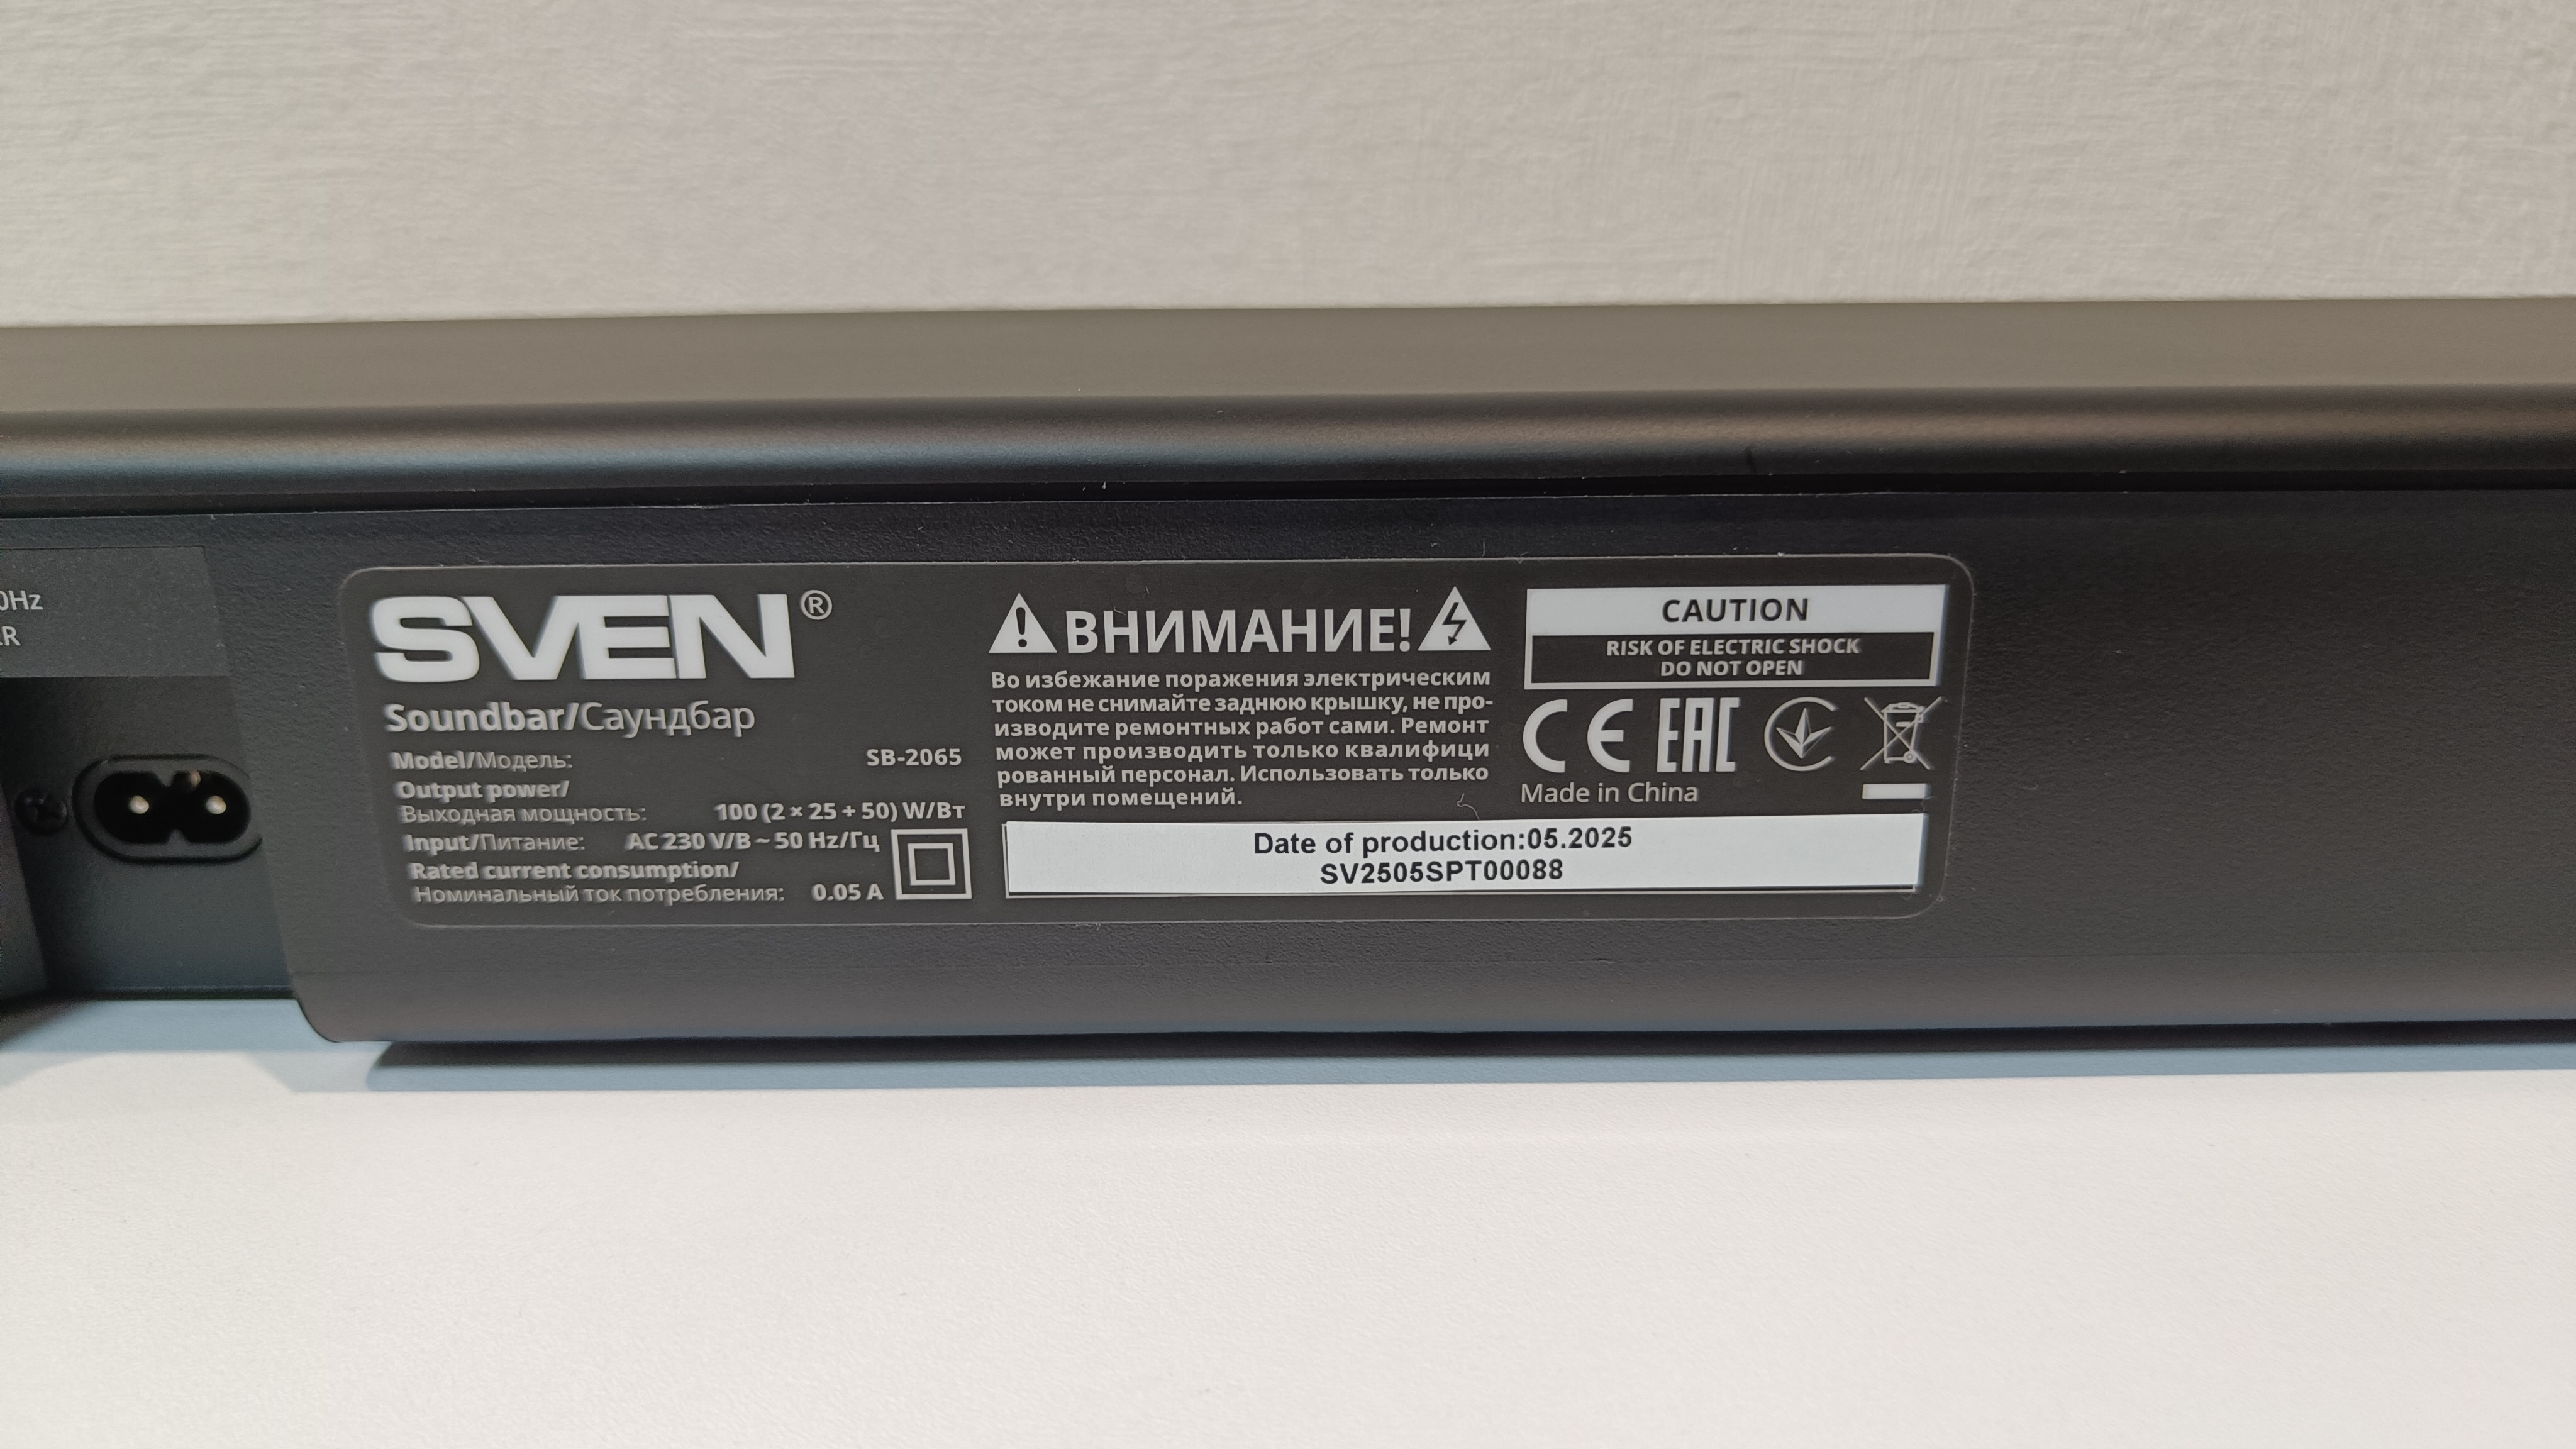 0Hz
R
SVEN®
Soundbar/Саундбар
Model/Модель: SB-2065
Output power/
Выходная мощность: 100 (2 × 25 + 50) W/Вт
Input/Питание: AC 230 V/В ~ 50 Hz/Гц
Rated current consumption/
Номинальный ток потребления: 0.05 A
ВНИМАНИЕ!
Во избежание поражения электрическим
током не снимайте заднюю крышку, не про-
изводите ремонтных работ сами. Ремонт
может производить только квалифици
рованный персонал. Использовать только
внутри помещений.
CAUTION
RISK OF ELECTRIC SHOCK
DO NOT OPEN
CE EAC
Made in China
Date of production:05.2025
SV2505SPT00088